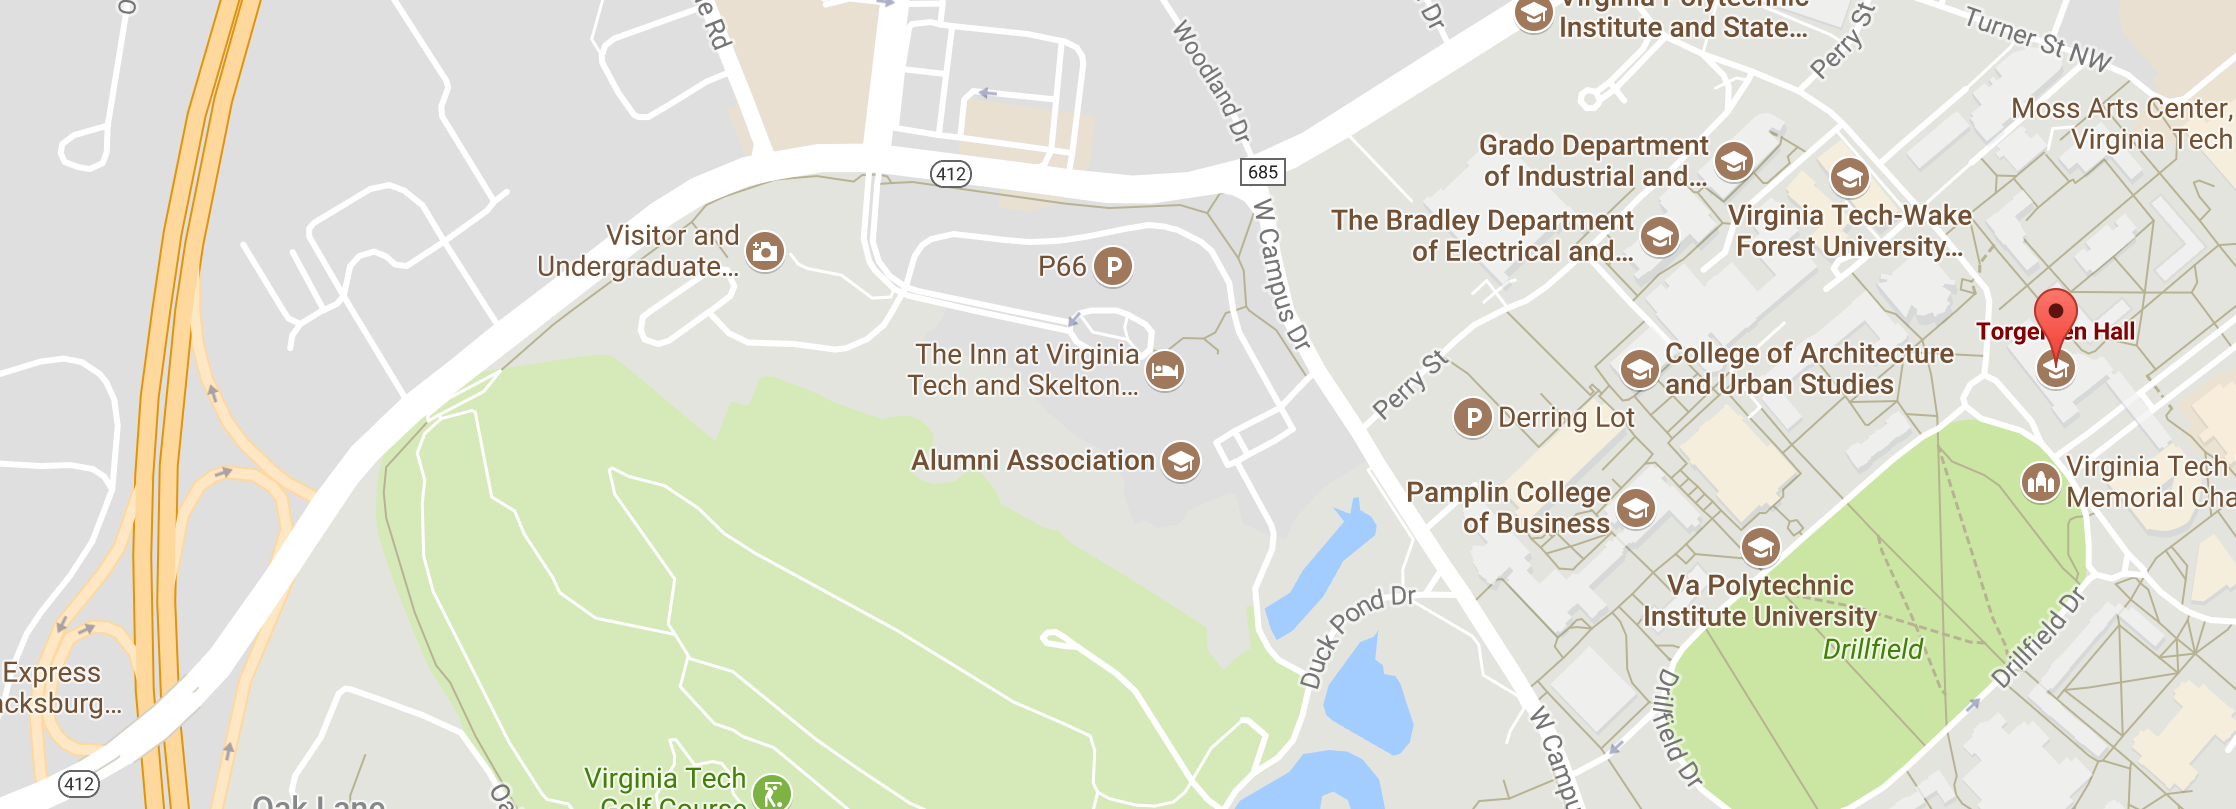 Virginia Polytechnic
Institute and State...
Turner St NW
Perry St
Woodland Dr
Dr
Rd
Moss Arts Center,
Virginia Tech
Grado Department
of Industrial and...
412
685
Virginia Tech-Wake
Forest University...
The Bradley Department
of Electrical and...
W Campus Dr
Visitor and
Undergraduate...
P66
P
Torgersen Hall
The Inn at Virginia
Tech and Skelton...
College of Architecture
and Urban Studies
Perry St
P
Derring Lot
Alumni Association
Virginia Tech
Memorial Cha
Pamplin College
of Business
Va Polytechnic
Institute University
Duck Pond Dr
Drillfield
Drillfield Dr
Drillfield Dr
Express
acksburg...
W Campu
412
Virginia Tech
Golf Course
Oak Lane